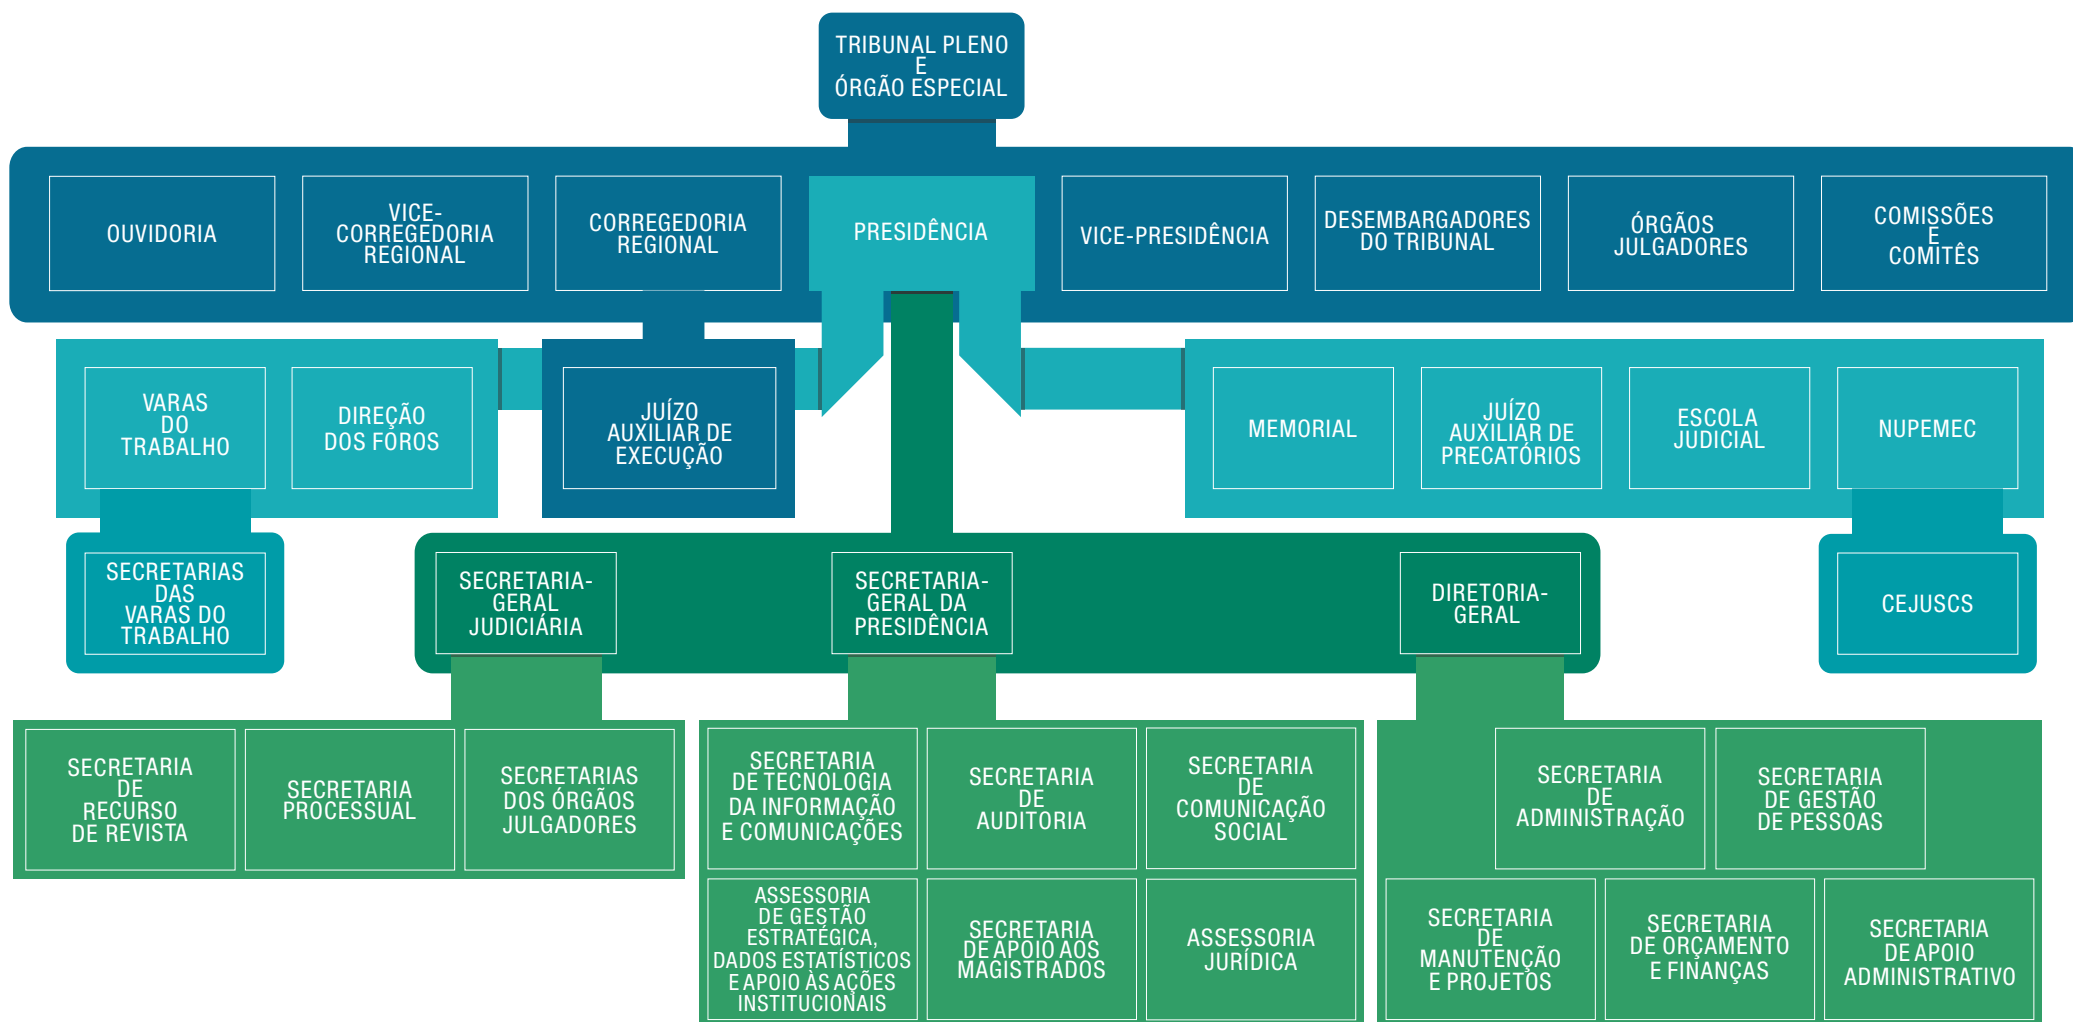 TRIBUNAL PLENO
E
ÓRGÃO ESPECIAL
OUVIDORIA
VICE-
CORREGEDORIA
REGIONAL
CORREGEDORIA
REGIONAL
PRESIDÊNCIA
VICE-PRESIDÊNCIA
DESEMBARGADORES
DO TRIBUNAL
ÓRGÃOS
JULGADORES
COMISSÕES
E
COMITÊS
VARAS
DO
TRABALHO
DIREÇÃO
DOS FOROS
JUÍZO
AUXILIAR DE
EXECUÇÃO
MEMORIAL
JUÍZO
AUXILIAR DE
PRECATÓRIOS
ESCOLA
JUDICIAL
NUPEMEC
SECRETARIAS
DAS
VARAS DO
TRABALHO
SECRETARIA-
GERAL
JUDICIÁRIA
SECRETARIA-
GERAL DA
PRESIDÊNCIA
DIRETORIA-
GERAL
CEJUSCS
SECRETARIA
DE
RECURSO
DE REVISTA
SECRETARIA
PROCESSUAL
SECRETARIAS
DOS ÓRGÃOS
JULGADORES
SECRETARIA
DE TECNOLOGIA
DA INFORMAÇÃO
E COMUNICAÇÕES
SECRETARIA
DE
AUDITORIA
SECRETARIA
DE
COMUNICAÇÃO
SOCIAL
SECRETARIA
DE
ADMINISTRAÇÃO
SECRETARIA
DE GESTÃO
DE PESSOAS
ASSESSORIA
DE GESTÃO
ESTRATÉGICA,
DADOS ESTATÍSTICOS
E APOIO ÀS AÇÕES
INSTITUCIONAIS
SECRETARIA
DE APOIO AOS
MAGISTRADOS
ASSESSORIA
JURÍDICA
SECRETARIA
DE
MANUTENÇÃO
E PROJETOS
SECRETARIA
DE ORÇAMENTO
E FINANÇAS
SECRETARIA
DE APOIO
ADMINISTRATIVO